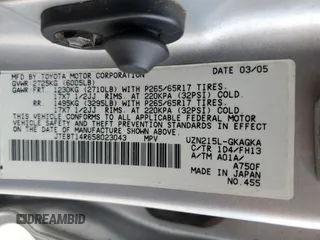 MFD BY TOYOTA MOTOR CORPORATION 03/05
GVWR 2725KG (6005LB)
GAWR FRT 1230KG (2710LB) WITH P265/65R17 TIRES.
17X7 1/2JJ RIMS. AT 220KPA (32PSI) COLD.
RR 1495KG (3295LB) WITH P265/65R17 TIRES.
17X7 1/2JJ RIMS. AT 220KPA (32PSI) COLD.
THIS VEHICLE CONFORMS TO ALL APPLICABLE FEDERAL MOTOR
VEHICLE SAFETY AND THEFT PREVENTION STANDARDS IN EFFECT
ON THE DATE OF MANUFACTURE SHOWN ABOVE.
JTEBT14R658023043 MPV UZN215L-GKAGKA
C/TR 1D4/FH13
A/TM A01A/
A750F
MADE IN JAPAN NO.455
DREAMBID